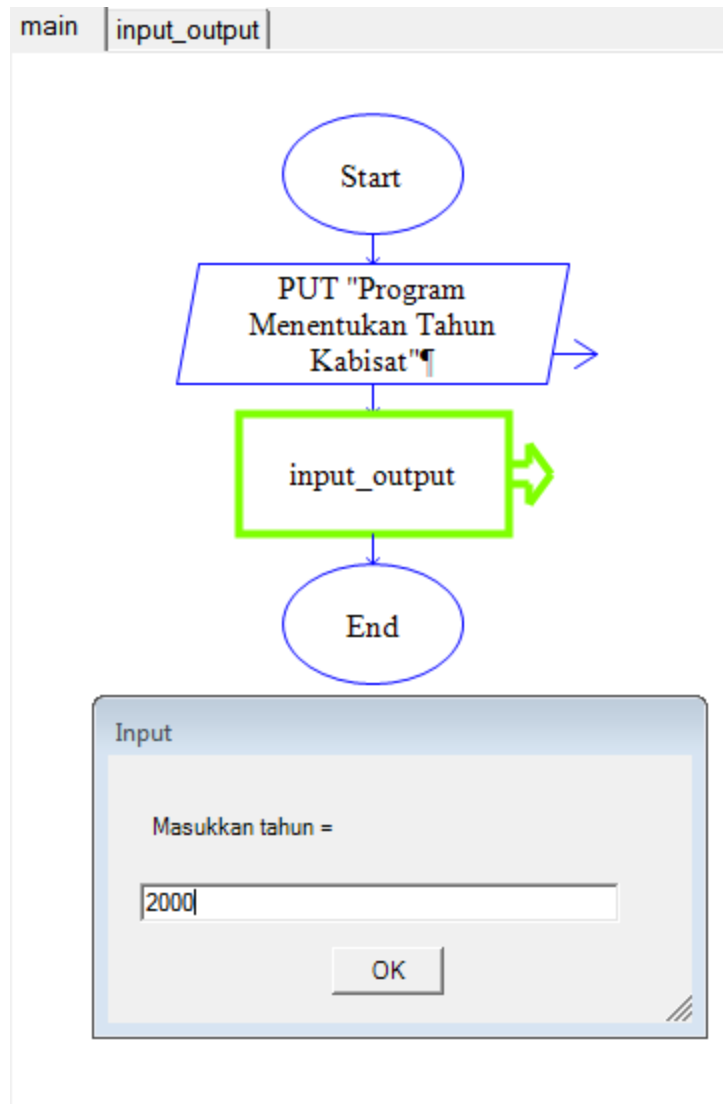 main
input_output
Start
PUT "Program
Menentukan Tahun
Kabisat"¶
input_output
End
Input
Masukkan tahun =
2000
OK